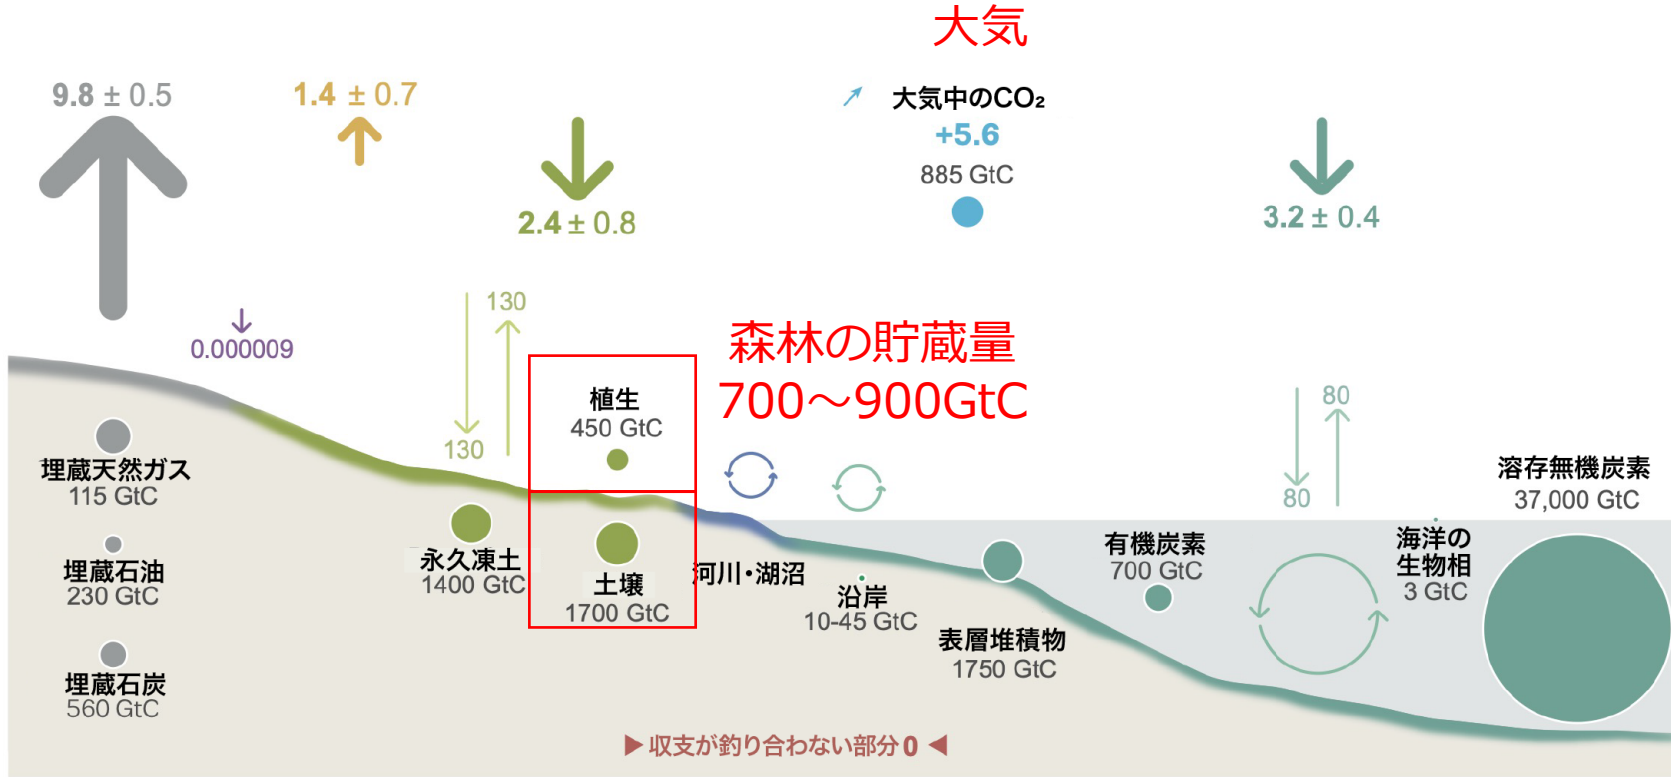 大気
9.8 ± 0.5
1.4 ± 0.7
大気中のCO₂
+5.6
885 GtC
2.4 ± 0.8
3.2 ± 0.4
0.000009
130
130
森林の貯蔵量
700～900GtC
植生
450 GtC
80
80
埋蔵天然ガス
115 GtC
埋蔵石油
230 GtC
埋蔵石炭
560 GtC
永久凍土
1400 GtC
土壌
1700 GtC
河川・湖沼
沿岸
10-45 GtC
表層堆積物
1750 GtC
有機炭素
700 GtC
海洋の
生物相
3 GtC
溶存無機炭素
37,000 GtC
▶収支が釣り合わない部分0◀